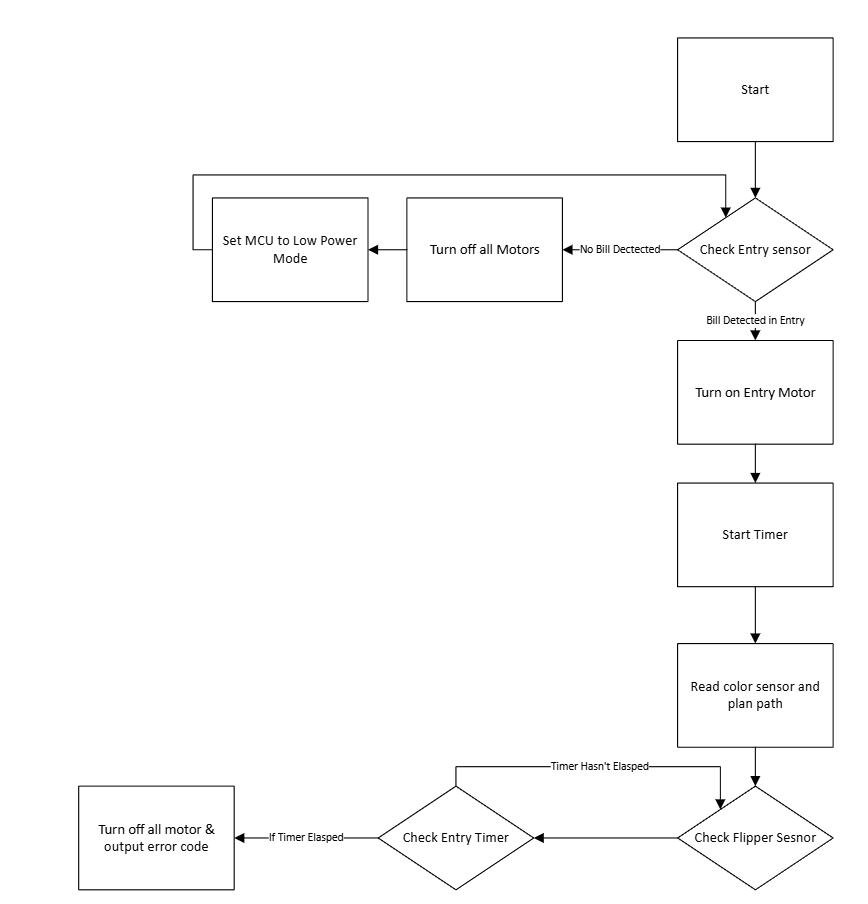 Start
Set MCU to Low Power
Mode
Turn off all Motors
No Bill Dectected
Check Entry sensor
Bill Detected in Entry
Turn on Entry Motor
Start Timer
Read color sensor and
plan path
Timer Hasn't Elasped
Turn off all motor &
output error code
If Timer Elasped
Check Entry Timer
Check Flipper Sesnor